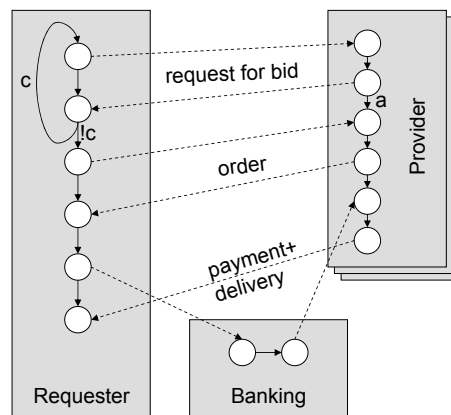 c
request for bid
a
!c
Provider
order
payment+
delivery
Requester
Banking